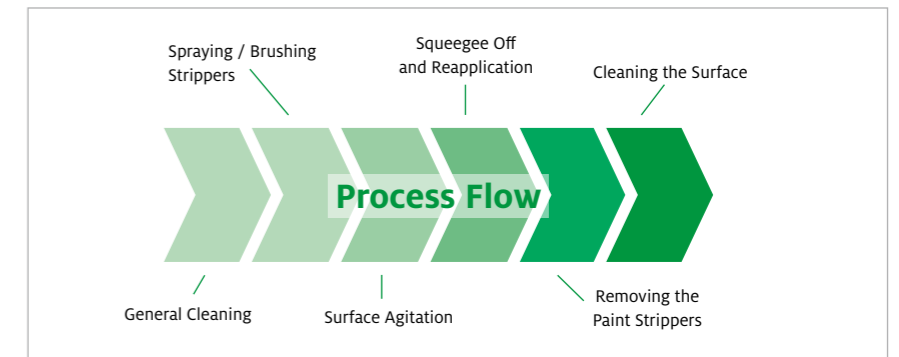 Spraying / Brushing
Strippers
Squeegee Off
and Reapplication
Cleaning the Surface
Process Flow
General Cleaning
Surface Agitation
Removing the
Paint Strippers